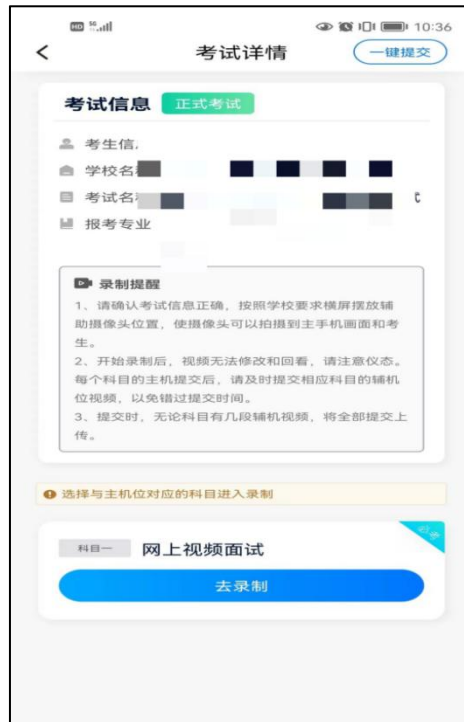 HD 5G 10:36
考试详情
一键提交
考试信息 正式考试
考生信
学校名
考试名
报考专业
录制提醒
1、请确认考试信息正确，按照学校要求横屏摆放辅
助摄像头位置，使摄像头可以拍摄到主手机画面和考
生。
2、开始录制后，视频无法修改和回看，请注意仪态。
每个科目的主机提交后，请及时提交相应科目的辅机
位视频，以免错过提交时间。
3、提交时，无论科目有几段辅机视频，将全部提交上
传。
选择与主机位对应的科目进入录制
必考
科目一 网上视频面试
去录制